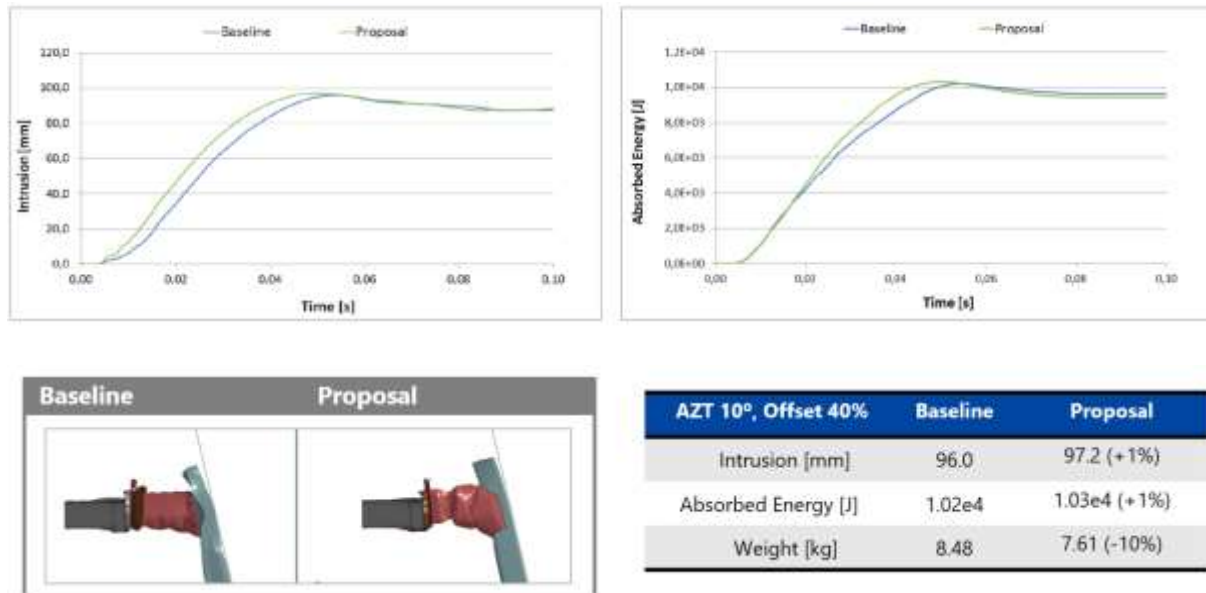 Baseline Proposal
120,0
100,0
80,0
60,0
40,0
20,0
0,0
Intrusion [mm]
0,00 0,02 0,04 0,06 0,08 0,10
Time [s]
Baseline Proposal
1,2E+04
1,0E+04
8,0E+03
6,0E+03
4,0E+03
2,0E+03
0,0E+00
Absorbed Energy [J]
0,00 0,02 0,04 0,06 0,08 0,10
Time [s]
Baseline Proposal
AZT 10º, Offset 40% Baseline Proposal
Intrusion [mm] 96.0 97.2 (+1%)
Absorbed Energy [J] 1.02e4 1.03e4 (+1%)
Weight [kg] 8.48 7.61 (-10%)